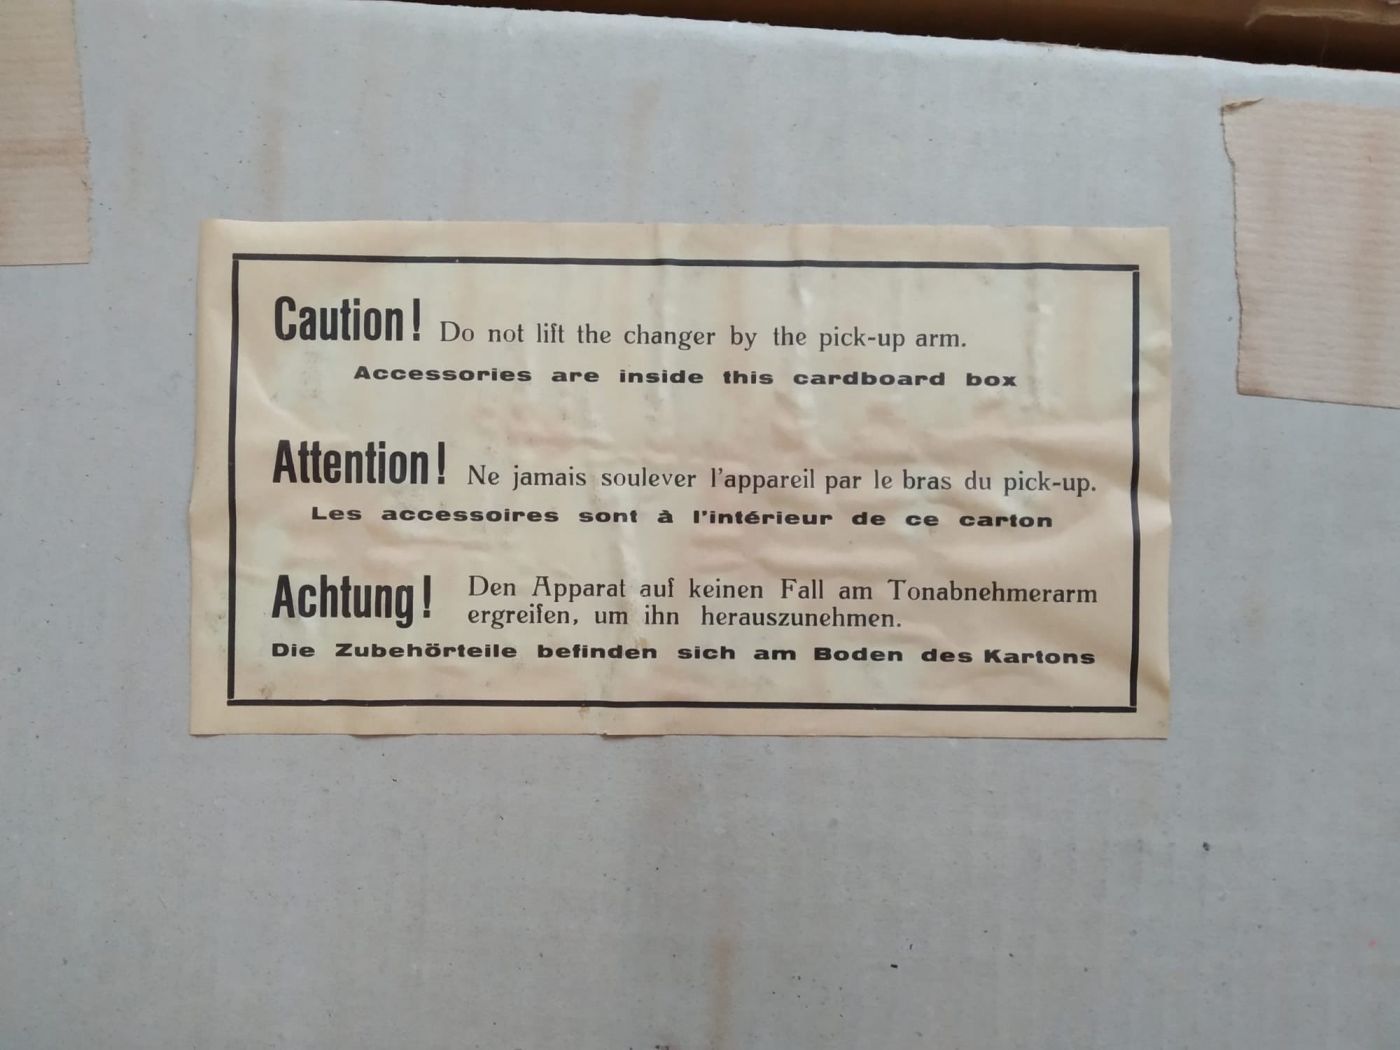 Caution! Do not lift the changer by the pick-up arm.
Accessories are inside this cardboard box
Attention! Ne jamais soulever l'appareil par le bras du pick-up.
Les accessoires sont à l'intérieur de ce carton
Achtung! Den Apparat auf keinen Fall am Tonabnehmerarm
ergreifen, um ihn herauszunehmen.
Die Zubehörteile befinden sich am Boden des Kartons